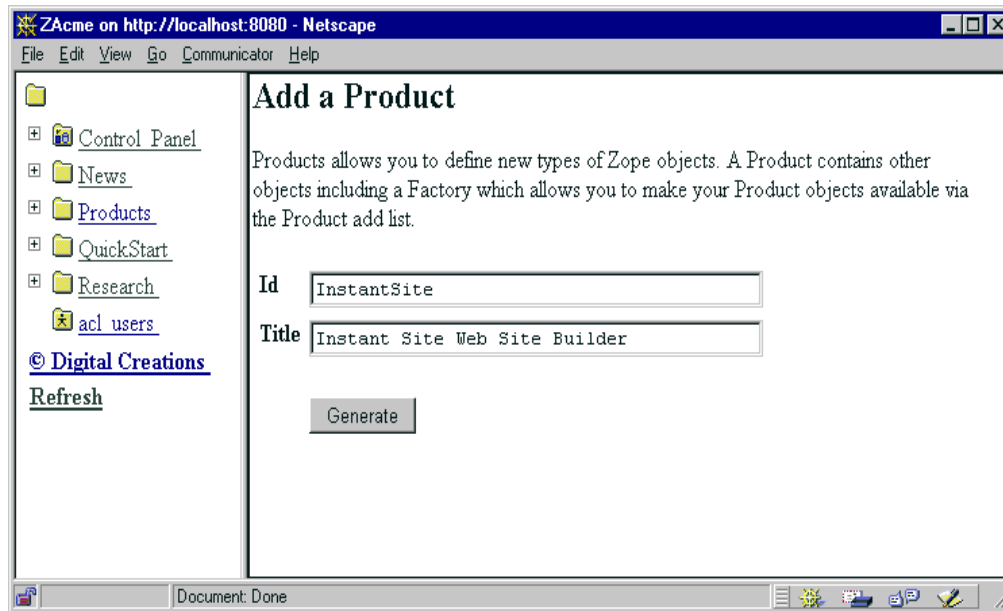 ZAcme on http://localhost:8080 - Netscape
File Edit View Go Communicator Help
Control_Panel
News
Products
QuickStart
Research
acl_users
© Digital Creations
Refresh
Add a Product
Products allows you to define new types of Zope objects. A Product contains other
objects including a Factory which allows you to make your Product objects available via
the Product add list.
Id InstantSite
Title Instant Site Web Site Builder
Generate
Document: Done